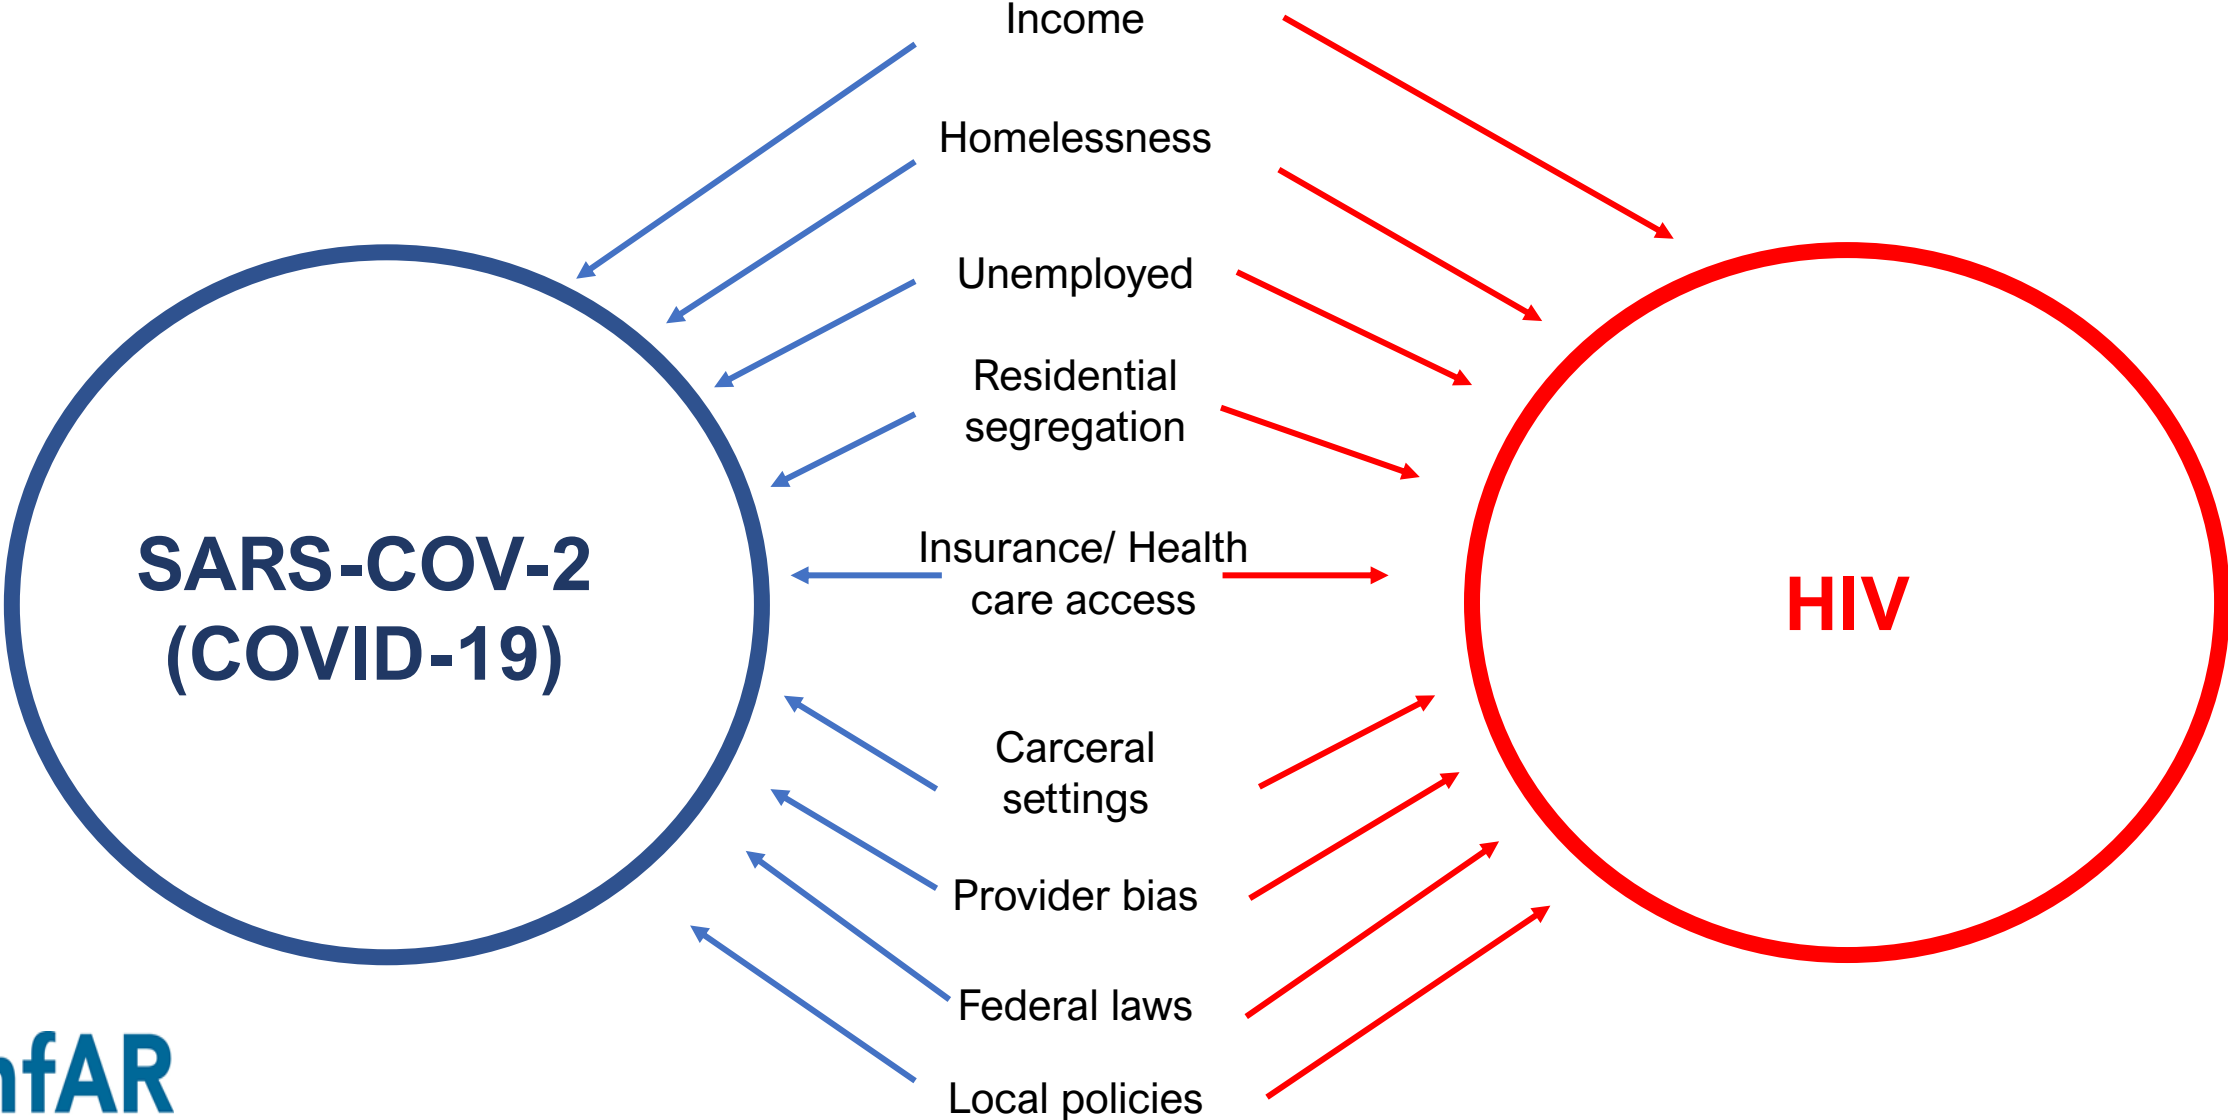 Income
Homelessness
Unemployed
Residential
segregation
SARS-COV-2
(COVID-19)
Insurance/ Health
care access
HIV
Carceral
settings
Provider bias
Federal laws
Local policies
fAR